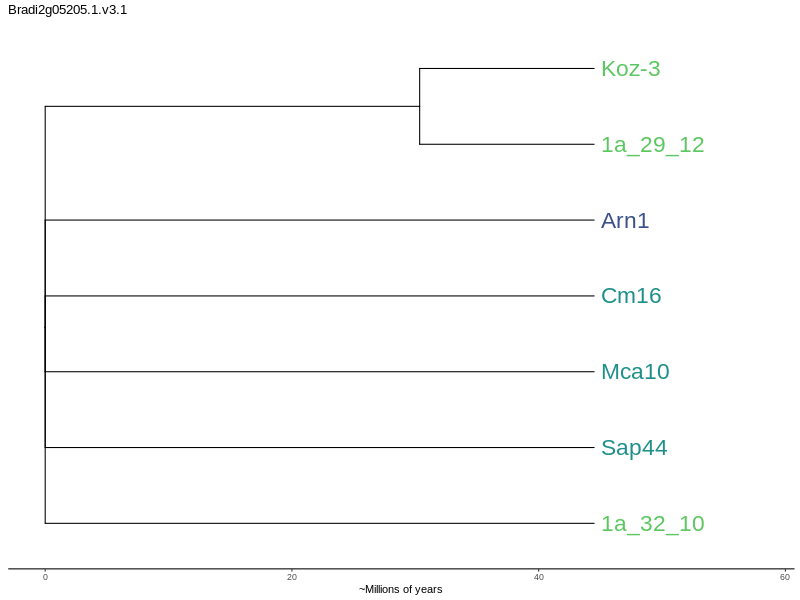 Bradi2g05205.1.v3.1
Koz-3
1a_29_12
Arn1
Cm16
Mca10
Sap44
1a_32_10
0 20 40 60
~Millions of years